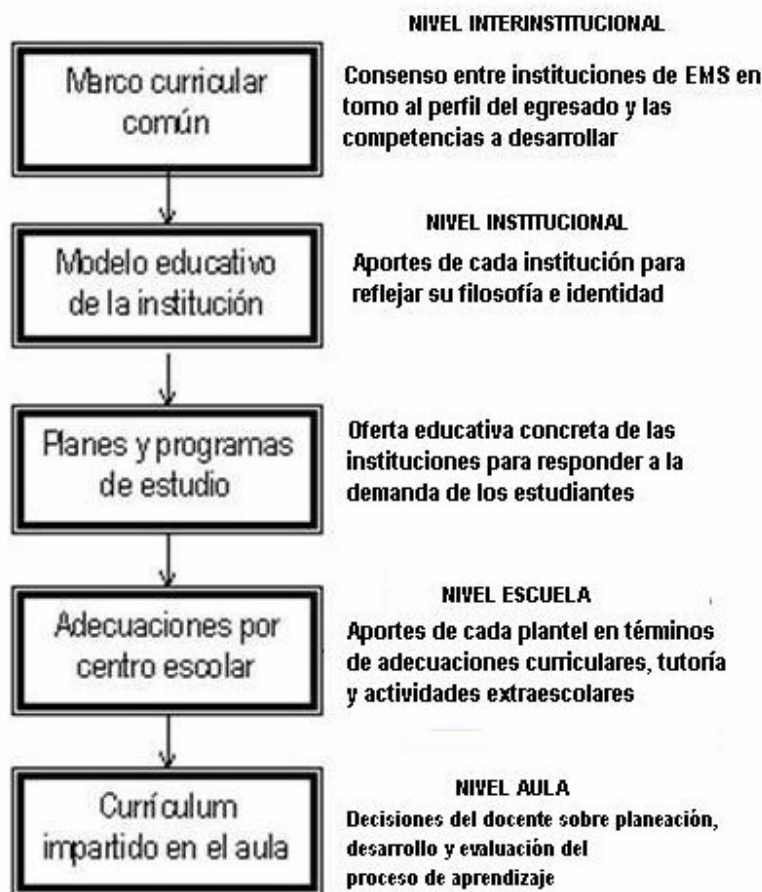 NIVEL INTERINSTITUCIONAL
Marco curricular
común
Consenso entre instituciones de EMS en
torno al perfil del egresado y las
competencias a desarrollar
NIVEL INSTITUCIONAL
Modelo educativo
de la institución
Aportes de cada institución para
reflejar su filosofía e identidad
Planes y programas
de estudio
Oferta educativa concreta de las
instituciones para responder a la
demanda de los estudiantes
NIVEL ESCUELA
Adecuaciones por
centro escolar
Aportes de cada plantel en términos
de adecuaciones curriculares, tutoría
y actividades extraescolares
NIVEL AULA
Currículum
impartido en el aula
Decisiones del docente sobre planeación,
desarrollo y evaluación del
proceso de aprendizaje